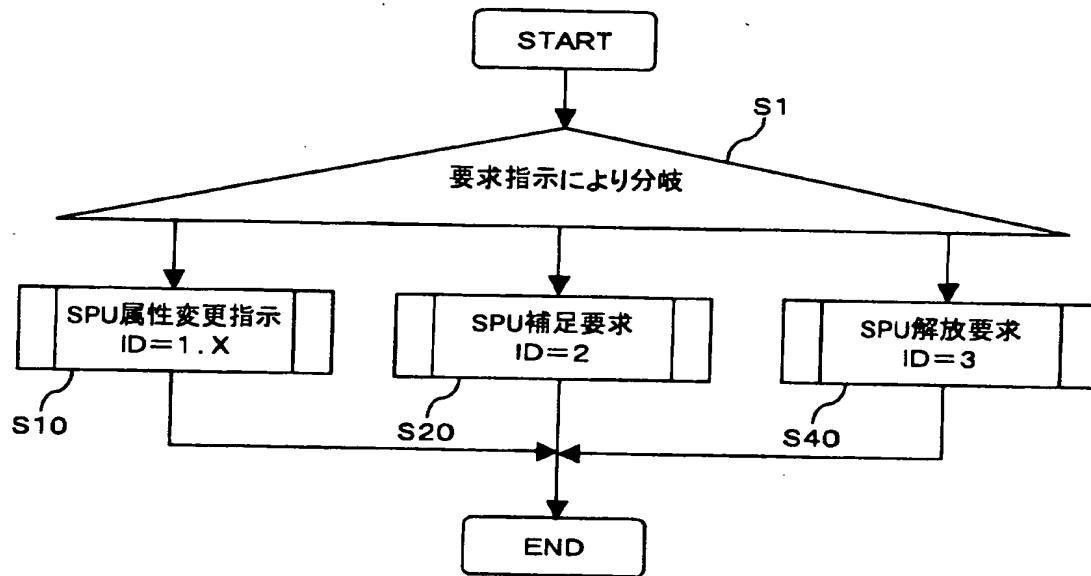 START
S1
要求指示により分岐
SPU属性変更指示
ID=1.X
SPU補足要求
ID=2
SPU解放要求
ID=3
S10
S20
S40
END